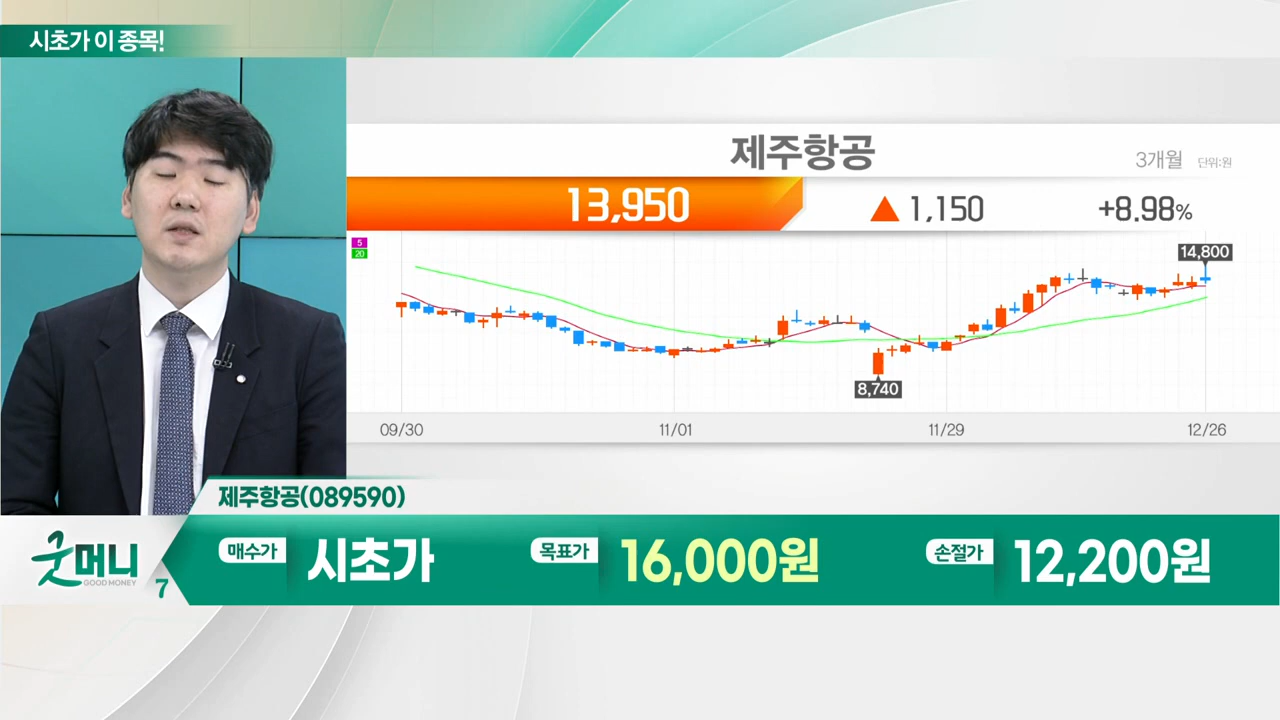 시초가 이 종목!
제주항공
3개월 단위:원
13,950 ▲ 1,150 +8.98%
5
20
14,800
8,740
09/30 11/01 11/29 12/26
제주항공(089590)
굿머니
GOOD MONEY
7
매수가 시초가 목표가 16,000원 손절가 12,200원